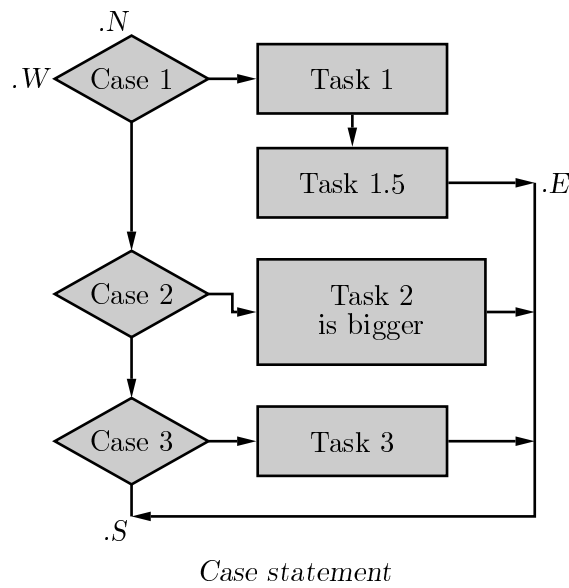 .N
.W
Case 1
Task 1
Task 1.5
.E
Case 2
Task 2
is bigger
Case 3
Task 3
.S
Case statement